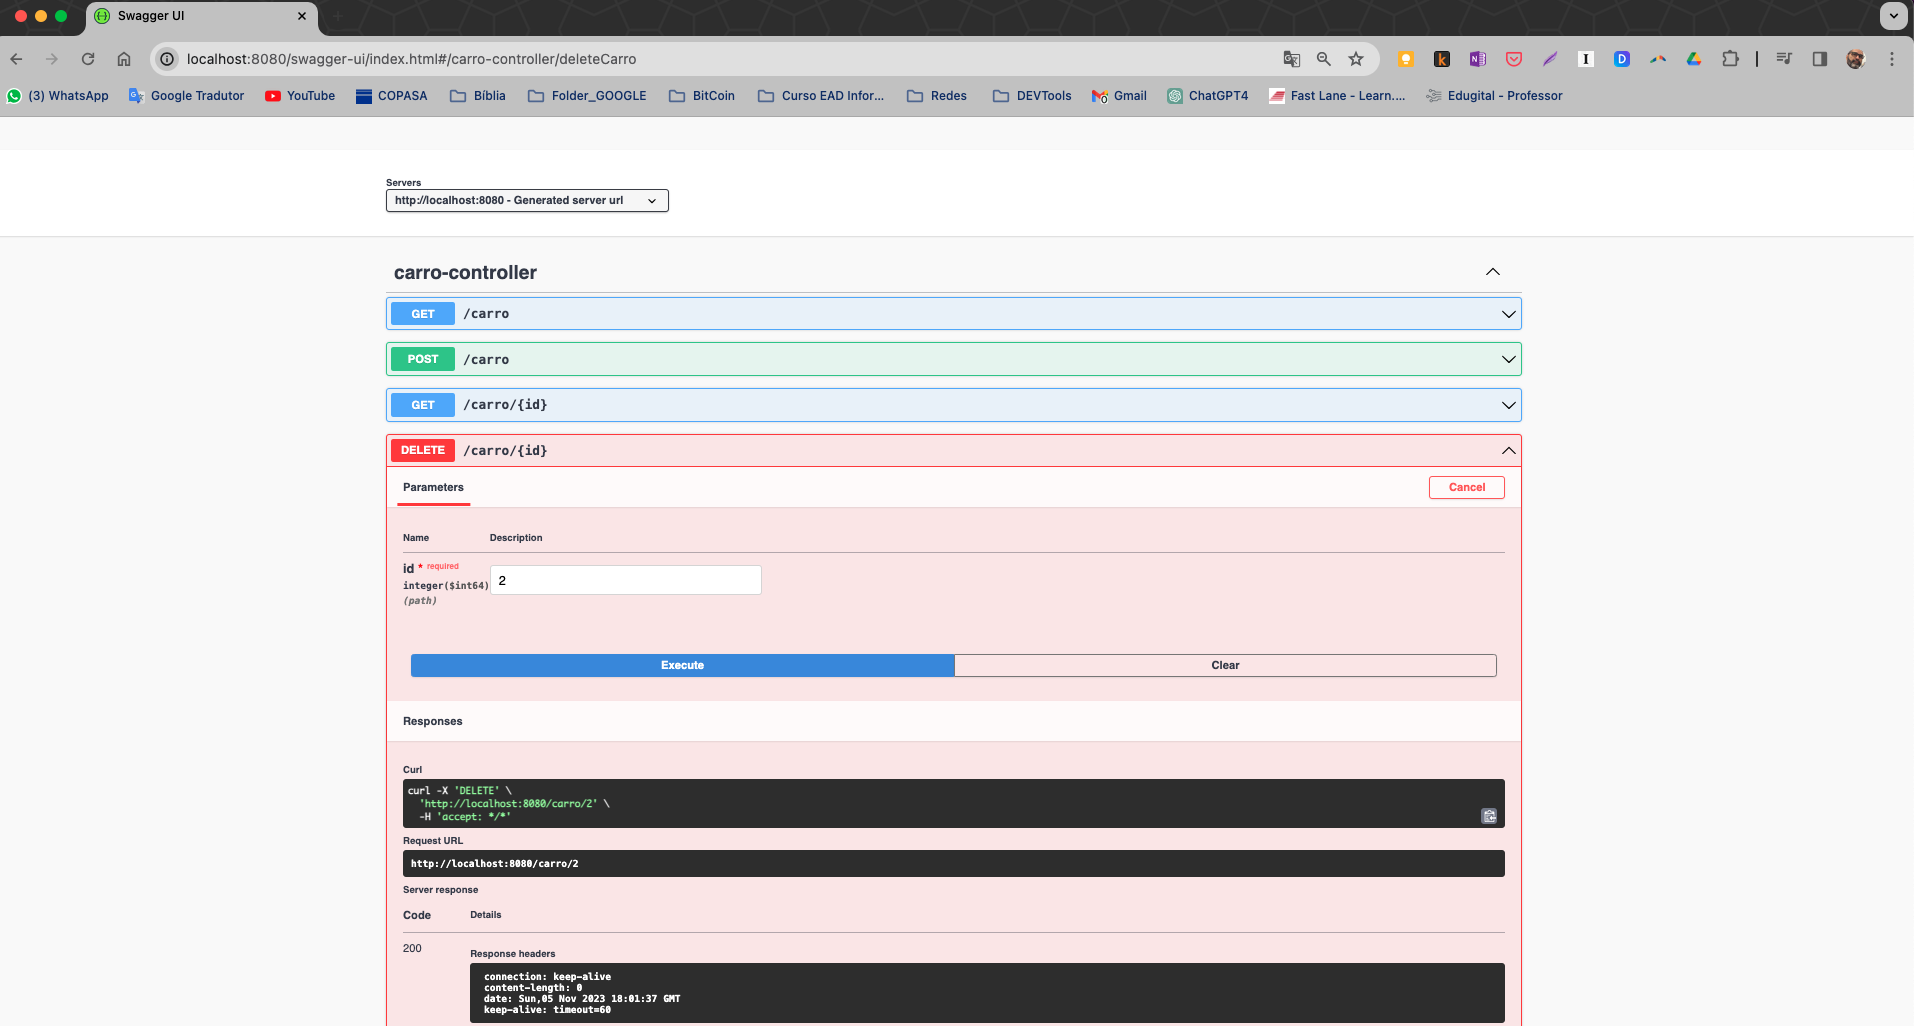 Swagger UI
localhost:8080/swagger-ui/index.html#/carro-controller/deleteCarro
(3) WhatsApp Google Tradutor YouTube COPASA Bíblia Folder_GOOGLE BitCoin Curso EAD Infor... Redes DEVTools Gmail ChatGPT4 Fast Lane - Learn.... Edugital - Professor
Servers
http://localhost:8080 - Generated server url
carro-controller
GET /carro
POST /carro
GET /carro/{id}
DELETE /carro/{id}
Parameters Cancel
Name Description
id * required
integer($int64)
(path)
2
Execute Clear
Responses
Curl
curl -X 'DELETE' \
'http://localhost:8080/carro/2' \
-H 'accept: */*'
Request URL
http://localhost:8080/carro/2
Server response
Code Details
200
Response headers
connection: keep-alive
content-length: 0
date: Sun,05 Nov 2023 18:01:37 GMT
keep-alive: timeout=60